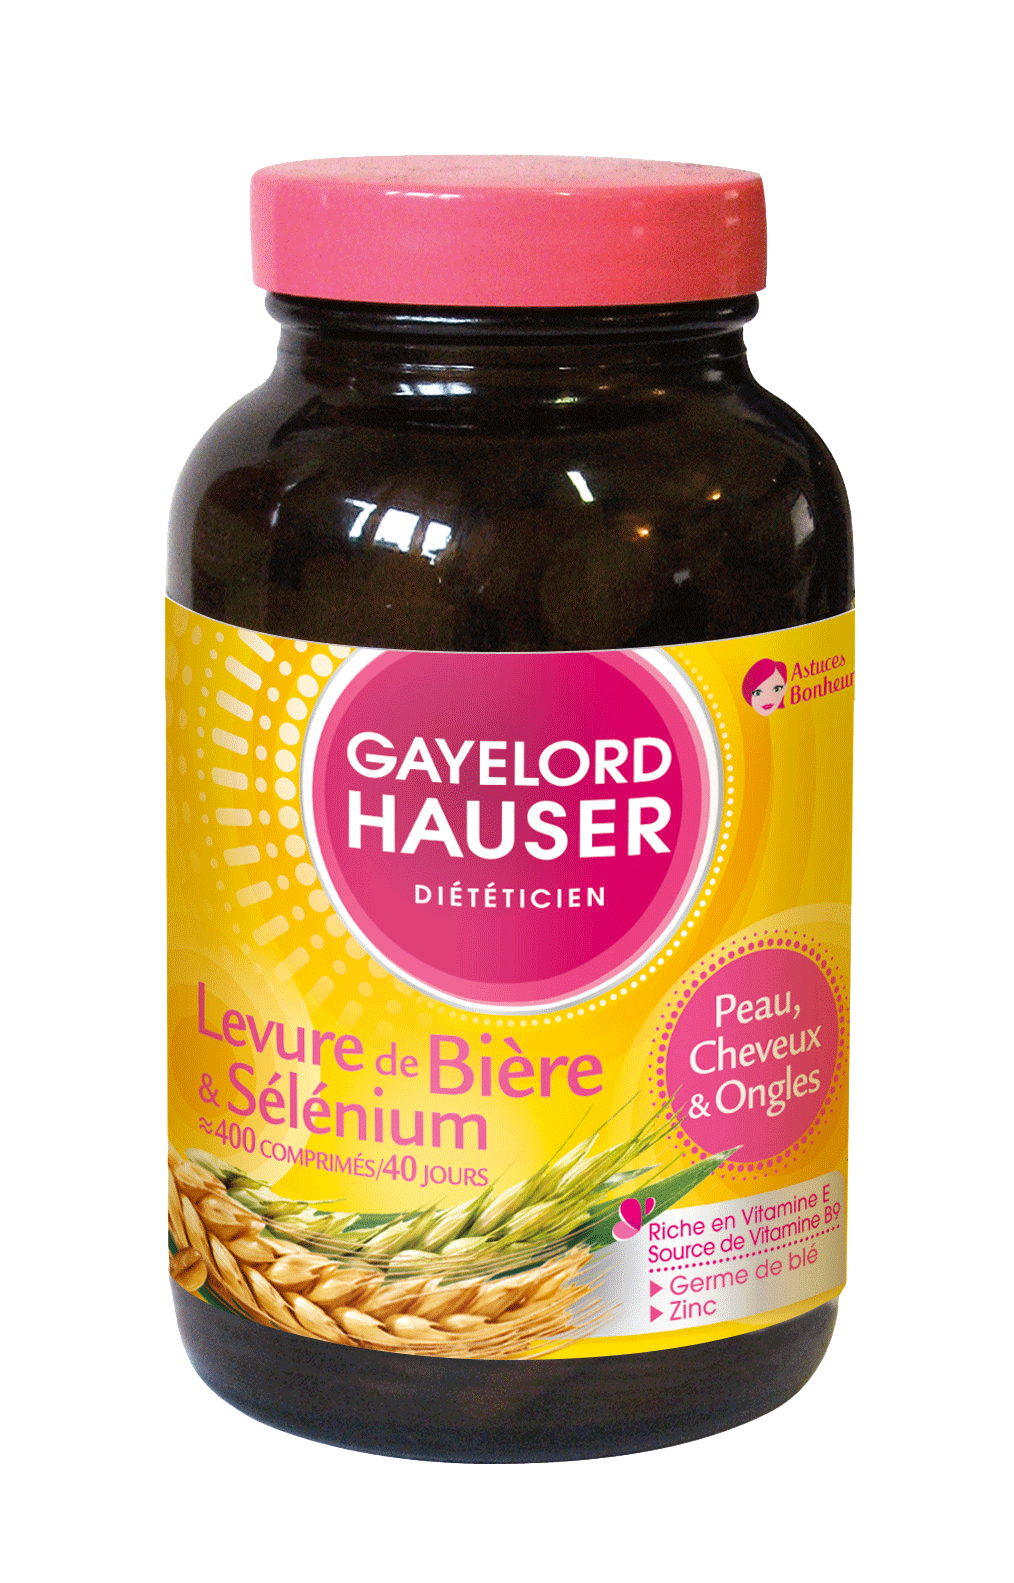 Astuces
Bonheur
GAYELORD
HAUSER
DIÉTÉTICIEN
Levure de Bière
& Sélénium
≈400 COMPRIMÉS/40 JOURS
Peau,
Cheveux
& Ongles
Riche en Vitamine E
Source de Vitamine B9
Germe de blé
Zinc